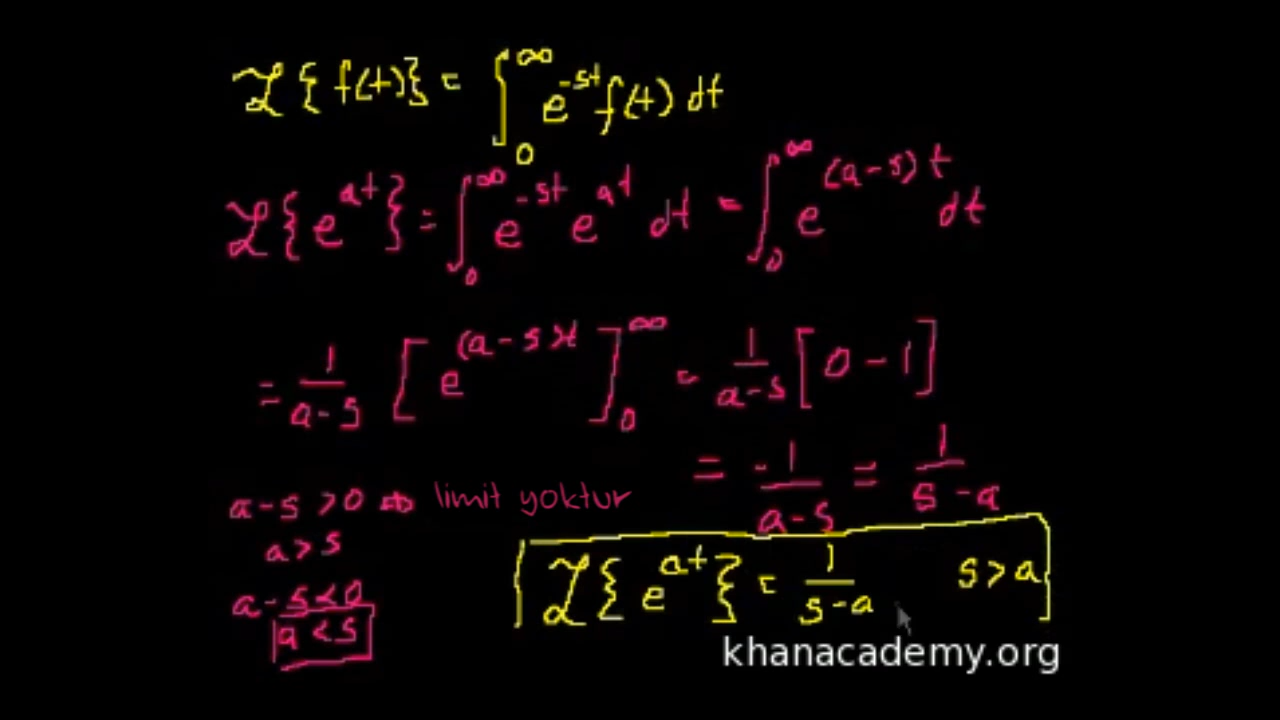 ℒ{f(t)} = ∫₀^∞ e^(-st) f(t) dt
ℒ{e^(at)} = ∫₀^∞ e^(-st) e^(at) dt = ∫₀^∞ e^((a-s)t) dt
= 1/(a-s) [e^((a-s)t)]₀^∞ = 1/(a-s) [0 - 1]
= -1/(a-s) = 1/(s-a)
a-s > 0 ⇒ limit yoktur
a > s
a-s < 0
a < s
ℒ{e^(at)} = 1/(s-a) s > a
khanacademy.org